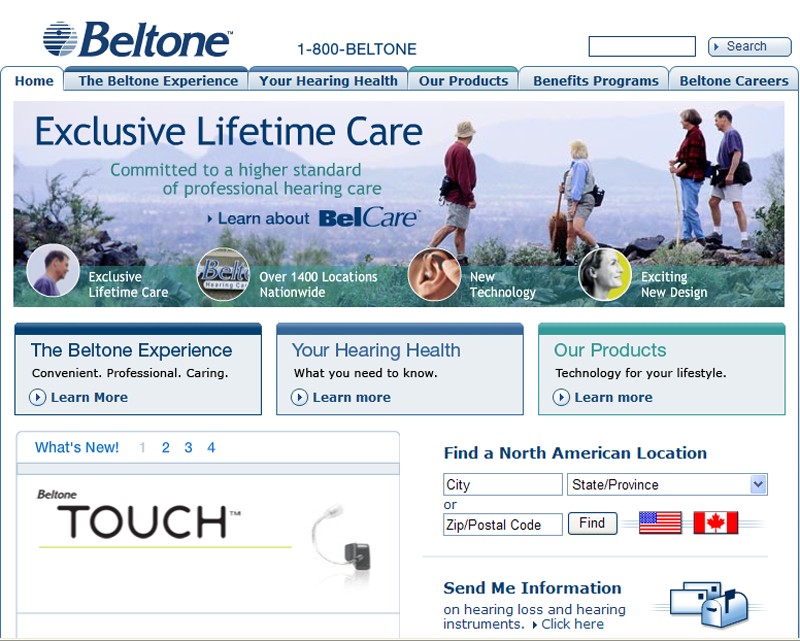 Beltone™
1-800-BELTONE
Search
Home
The Beltone Experience
Your Hearing Health
Our Products
Benefits Programs
Beltone Careers
Exclusive Lifetime Care
Committed to a higher standard
of professional hearing care
Learn about BelCare™
Exclusive
Lifetime Care
Belto
Hearing Car
Over 1400 Locations
Nationwide
New
Technology
Exciting
New Design
The Beltone Experience
Convenient. Professional. Caring.
Learn More
Your Hearing Health
What you need to know.
Learn more
Our Products
Technology for your lifestyle.
Learn more
What's New! 1 2 3 4
Beltone
TOUCH™
Find a North American Location
City
State/Province
or
Zip/Postal Code
Find
Send Me Information
on hearing loss and hearing
instruments. Click here